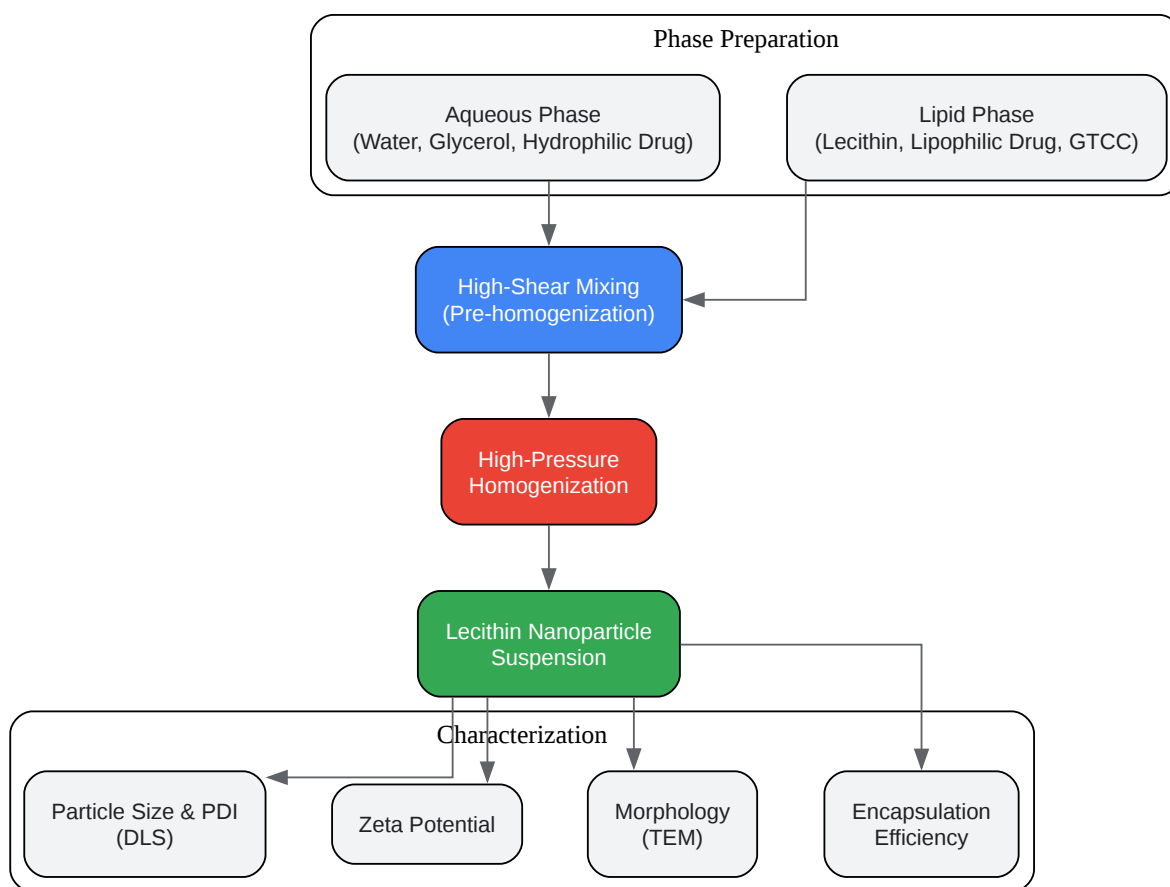 Phase Preparation
Aqueous Phase
(Water, Glycerol, Hydrophilic Drug)
Lipid Phase
(Lecithin, Lipophilic Drug, GTCC)
High-Shear Mixing
(Pre-homogenization)
High-Pressure
Homogenization
Lecithin Nanoparticle
Suspension
Characterization
Particle Size & PDI
(DLS)
Zeta Potential
Morphology
(TEM)
Encapsulation
Efficiency